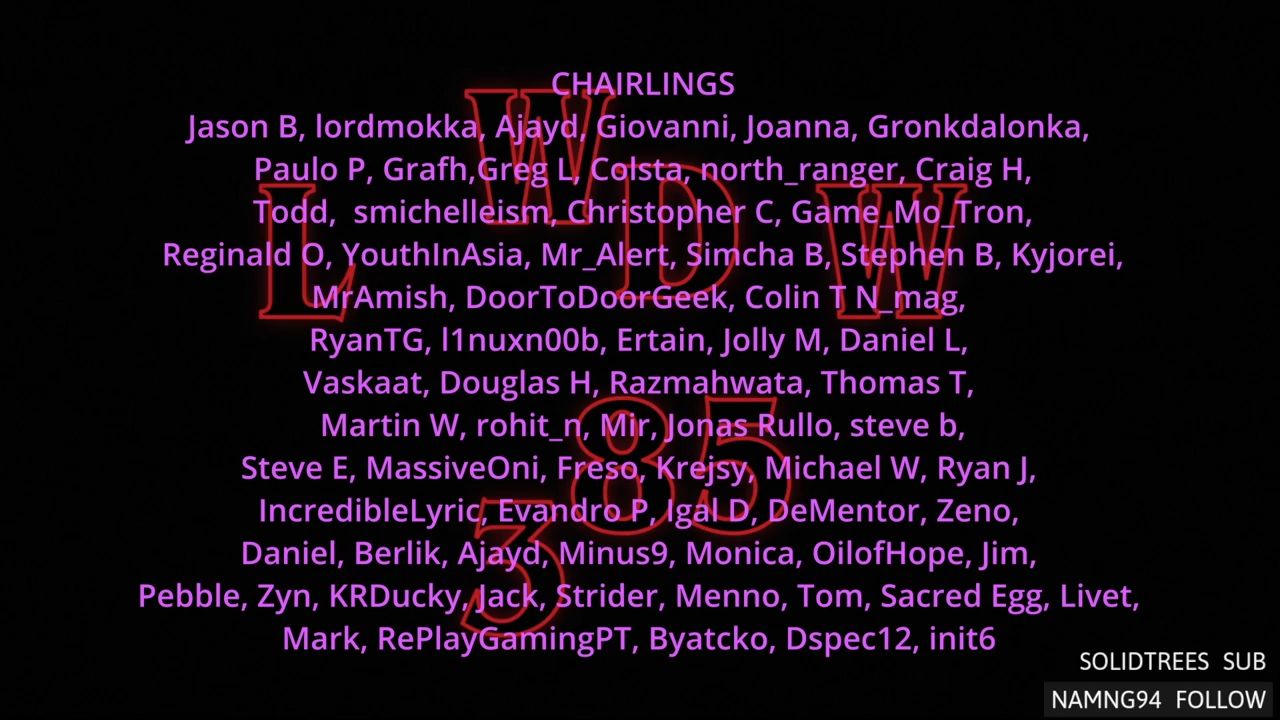 CHAIRLINGS
Jason B, lordmokka, Ajayd, Giovanni, Joanna, Gronkdalonka,
Paulo P, Grafh,Greg L, Colsta, north_ranger, Craig H,
Todd,  smichelleism, Christopher C, Game_Mo_Tron,
Reginald O, YouthInAsia, Mr_Alert, Simcha B, Stephen B, Kyjorei,
MrAmish, DoorToDoorGeek, Colin T N_mag,
RyanTG, l1nuxn00b, Ertain, Jolly M, Daniel L,
Vaskaat, Douglas H, Razmahwata, Thomas T,
Martin W, rohit_n, Mir, Jonas Rullo, steve b,
Steve E, MassiveOni, Freso, Krejsy, Michael W, Ryan J,
IncredibleLyric, Evandro P, Igal D, DeMentor, Zeno,
Daniel, Berlik, Ajayd, Minus9, Monica, OilofHope, Jim,
Pebble, Zyn, KRDucky, Jack, Strider, Menno, Tom, Sacred Egg, Livet,
Mark, RePlayGamingPT, Byatcko, Dspec12, init6
L W D W
3 8 5
SOLIDTREES SUB
NAMNG94 FOLLOW